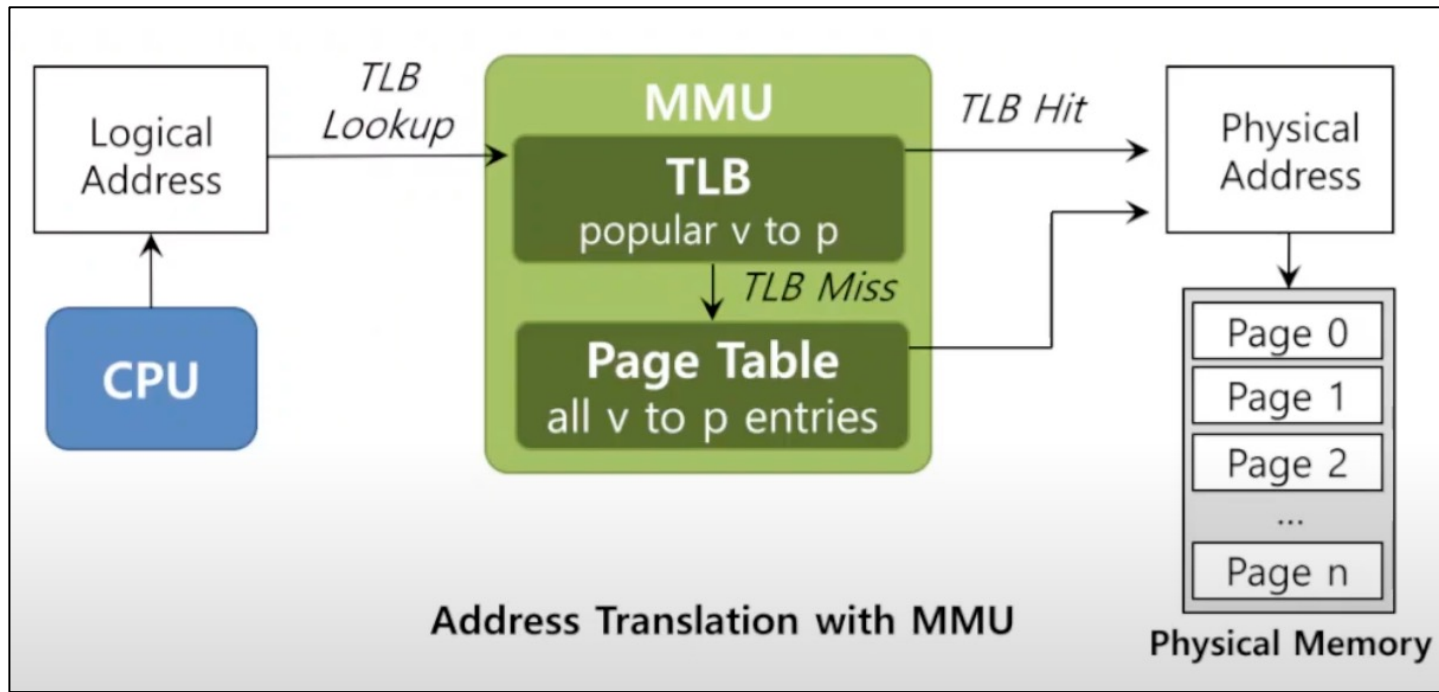 Logical
Address
CPU
TLB
Lookup
MMU
TLB
popular v to p
TLB Miss
Page Table
all v to p entries
TLB Hit
Physical
Address
Page 0
Page 1
Page 2
...
Page n
Physical Memory
Address Translation with MMU